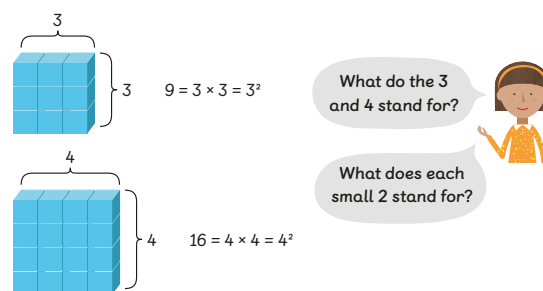 3
3
9 = 3 × 3 = 3²
What do the 3
and 4 stand for?
4
4
16 = 4 × 4 = 4²
What does each
small 2 stand for?